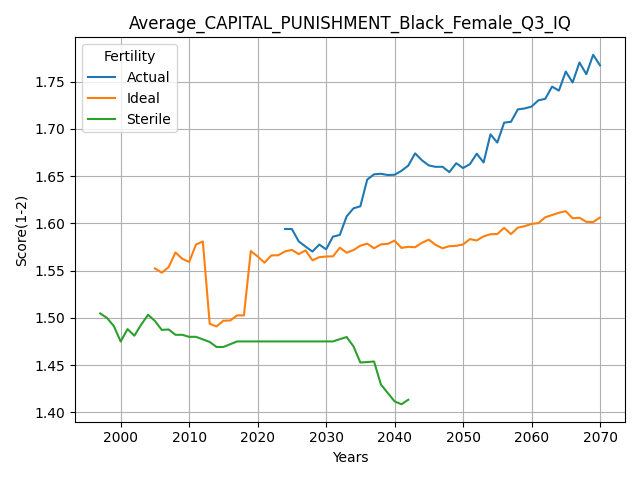 Average_CAPITAL_PUNISHMENT_Black_Female_Q3_IQ
Fertility
Actual
Ideal
Sterile
Score(1-2)
1.75
1.70
1.65
1.60
1.55
1.50
1.45
1.40
2000 2010 2020 2030 2040 2050 2060 2070
Years